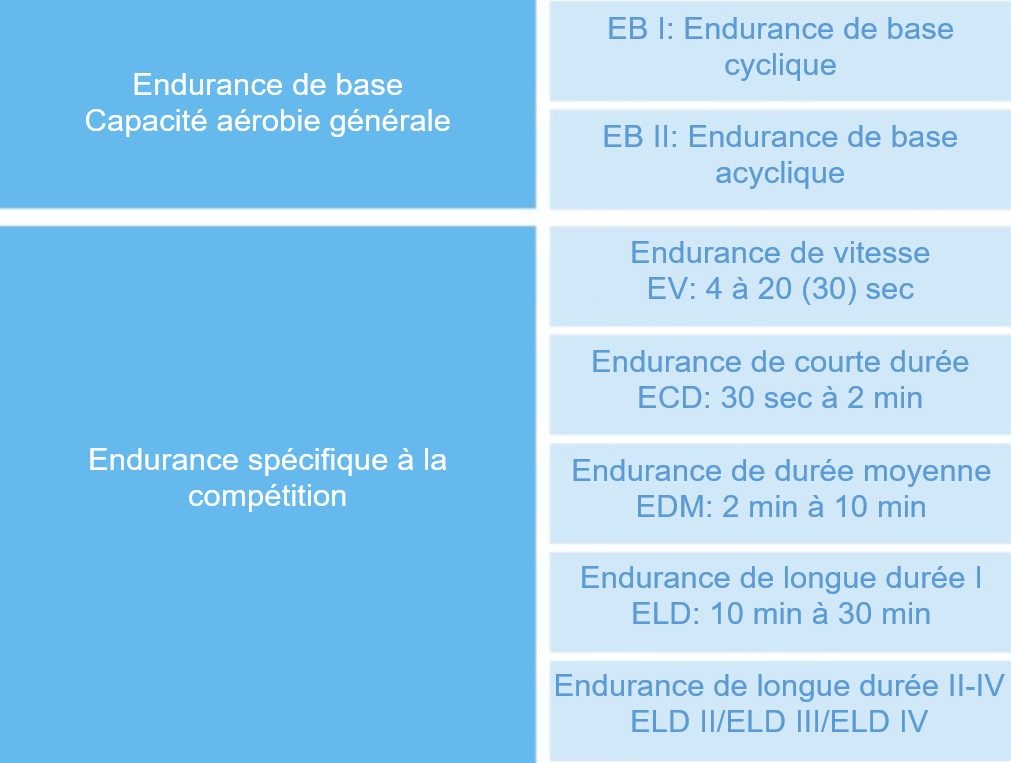 Endurance de base
Capacité aérobie générale
EB I: Endurance de base
cyclique
EB II: Endurance de base
acyclique
Endurance spécifique à la
compétition
Endurance de vitesse
EV: 4 à 20 (30) sec
Endurance de courte durée
ECD: 30 sec à 2 min
Endurance de durée moyenne
EDM: 2 min à 10 min
Endurance de longue durée I
ELD: 10 min à 30 min
Endurance de longue durée II-IV
ELD II/ELD III/ELD IV